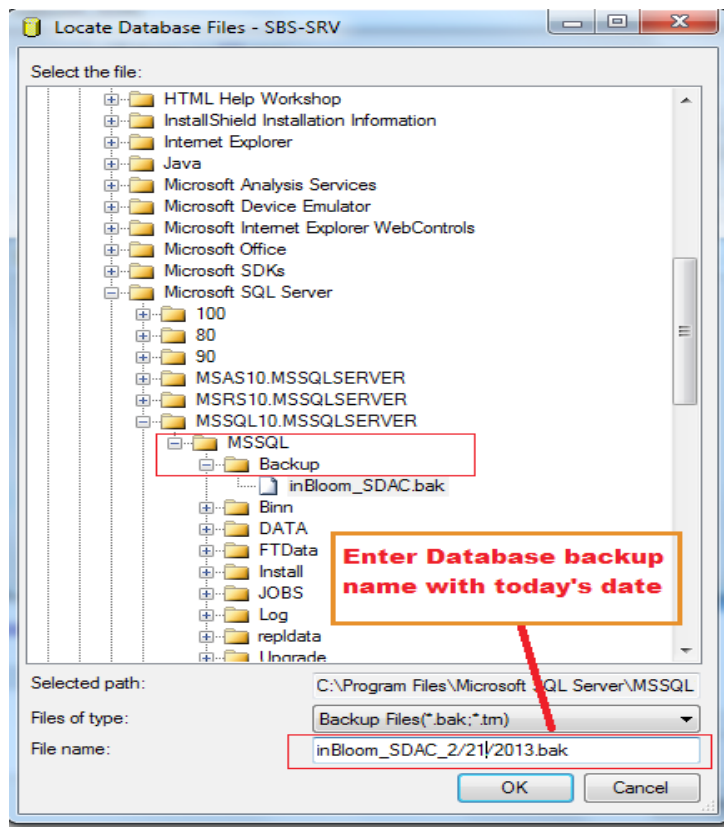 Locate Database Files - SBS-SRV
Select the file:
HTML Help Workshop
InstallShield Installation Information
Internet Explorer
Java
Microsoft Analysis Services
Microsoft Device Emulator
Microsoft Internet Explorer WebControls
Microsoft Office
Microsoft SDKs
Microsoft SQL Server
100
80
90
MSAS10.MSSQLSERVER
MSRS10.MSSQLSERVER
MSSQL10.MSSQLSERVER
MSSQL
Backup
inBloom_SDAC.bak
Binn
DATA
FTData
Install
JOBS
Log
repldata
Upgrade
Enter Database backup
name with today's date
Selected path:
C:\Program Files\Microsoft SQL Server\MSSQL
Files of type:
Backup Files(*.bak;*.trn)
File name:
inBloom_SDAC_2/21/2013.bak
OK
Cancel